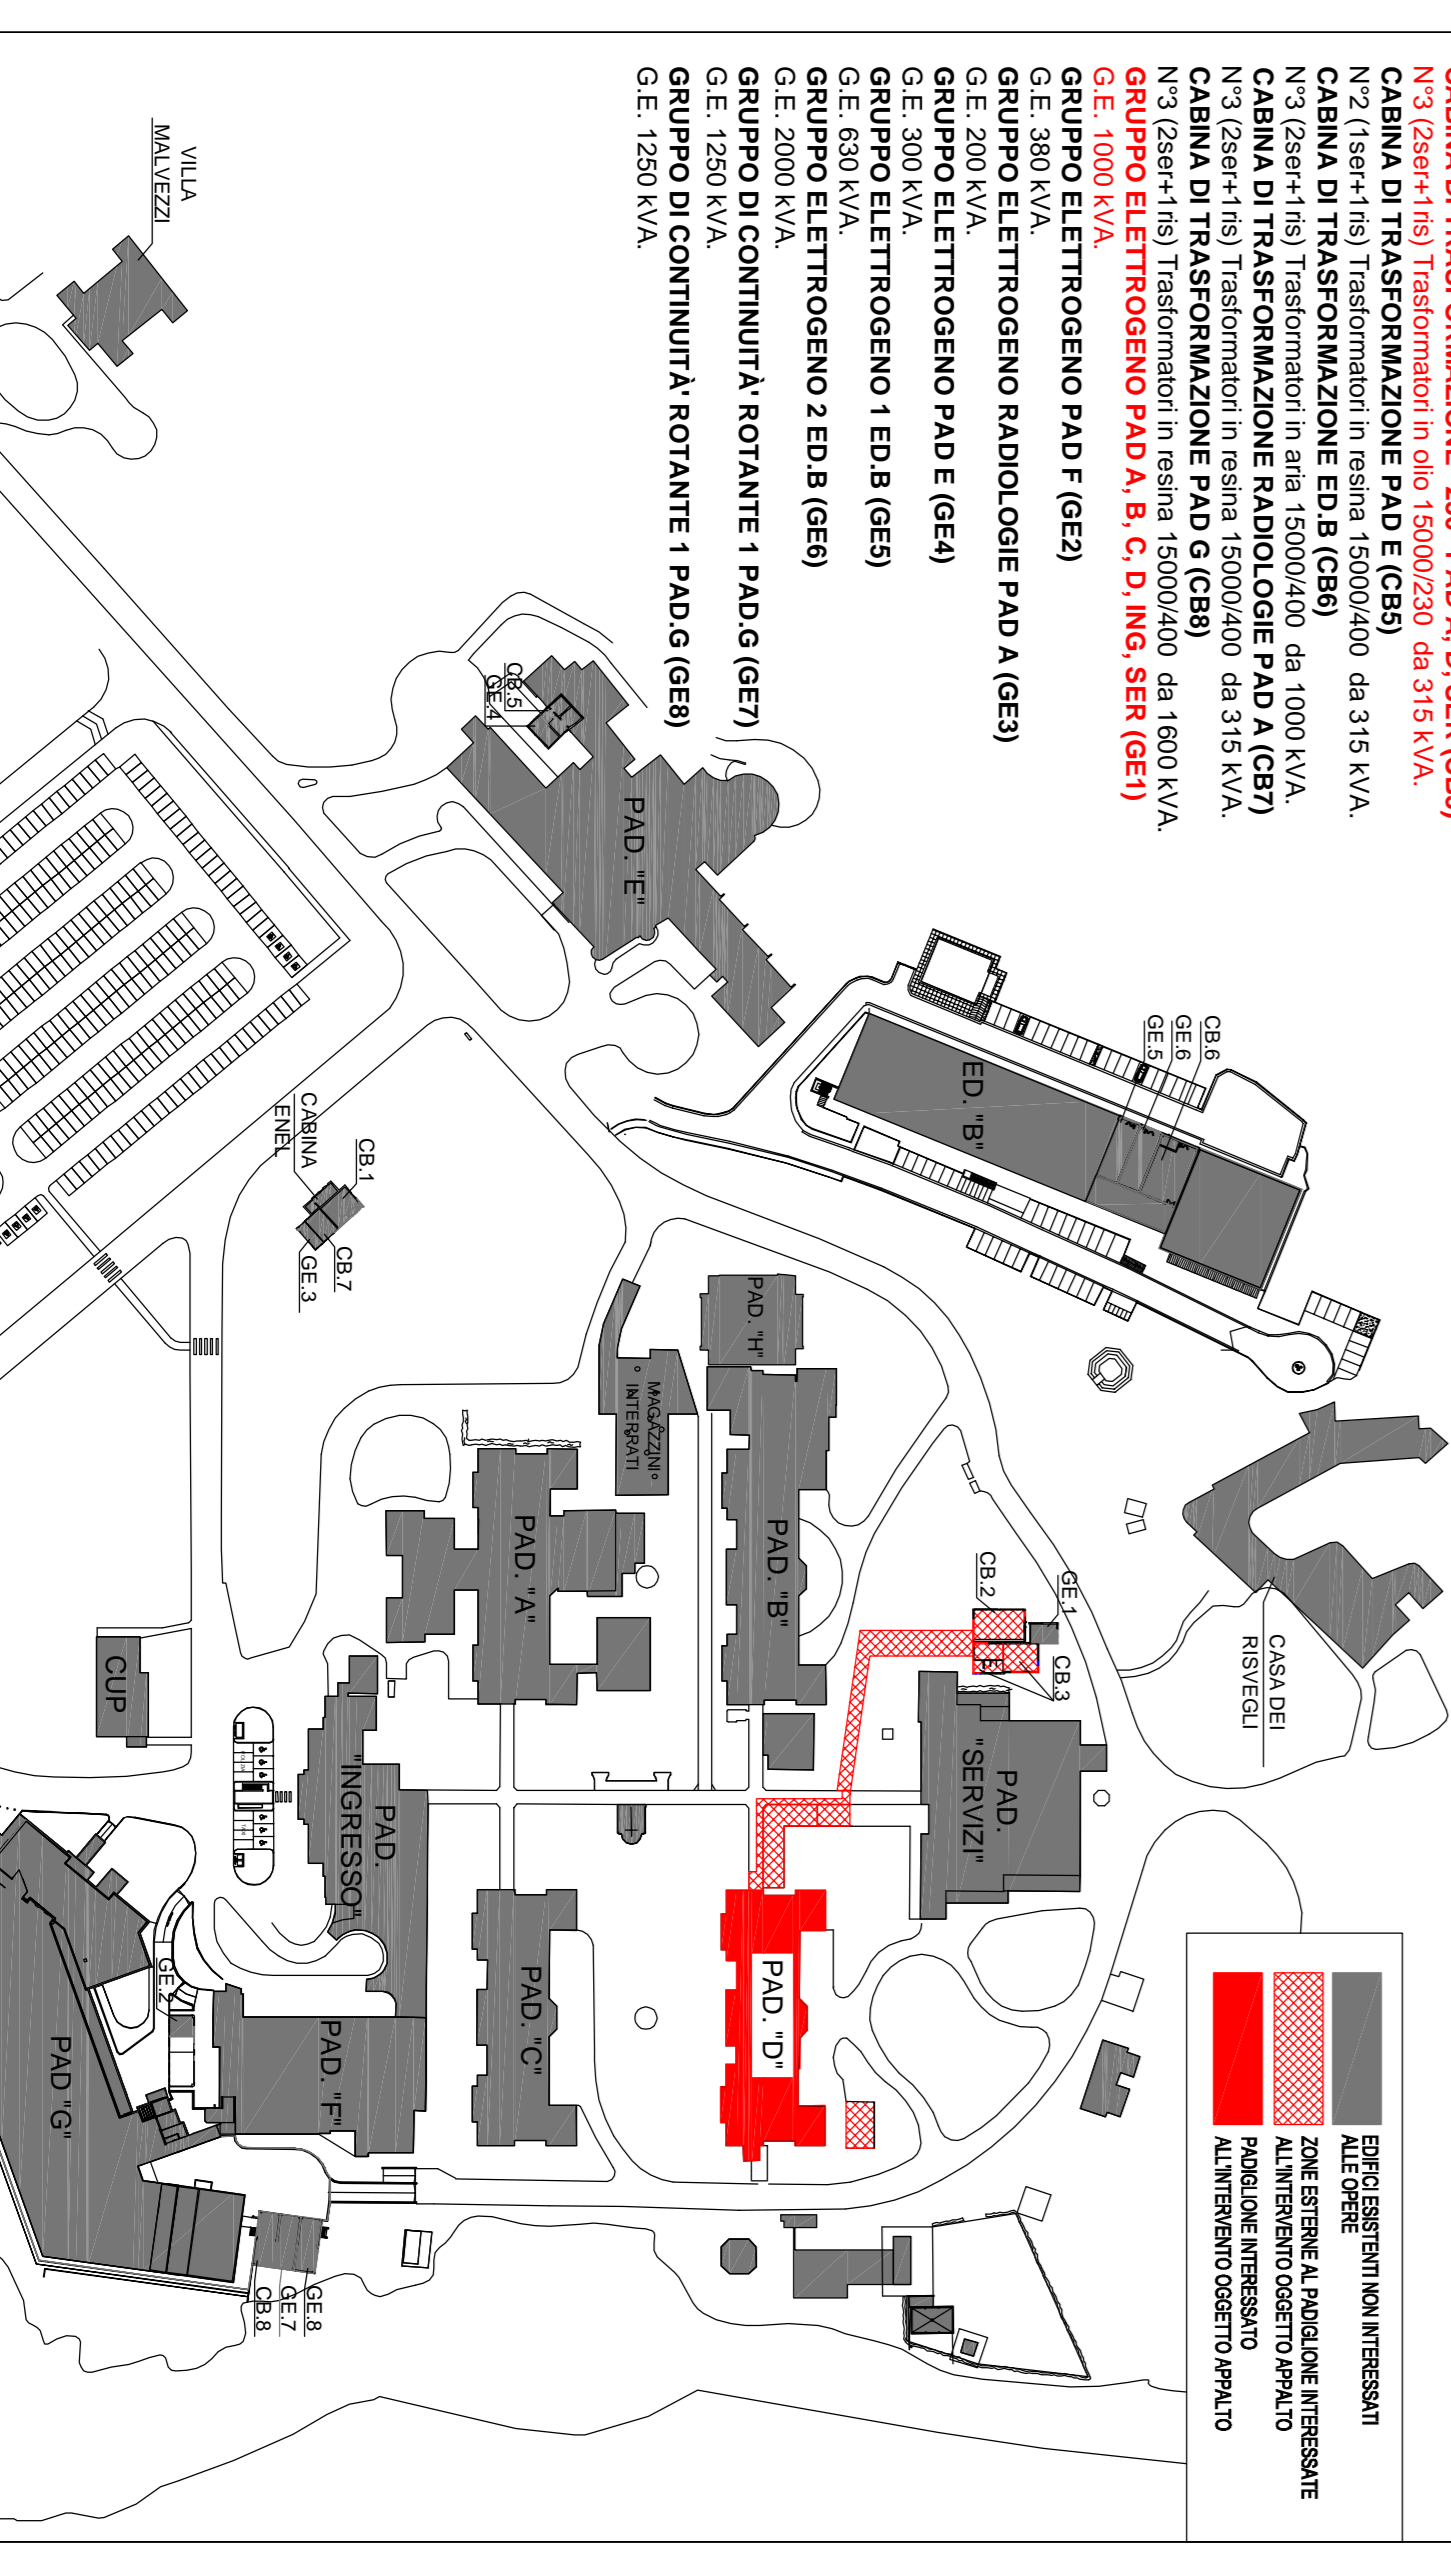 N°3 (2ser+1ris) Trasformatori in olio 15000/230 da 315 kVA.
CABINA DI TRASFORMAZIONE PAD E (CB5)
N°2 (1ser+1ris) Trasformatori in resina 15000/400 da 315 kVA.
CABINA DI TRASFORMAZIONE ED.B (CB6)
N°3 (2ser+1ris) Trasformatori in aria 15000/400 da 1000 kVA.
CABINA DI TRASFORMAZIONE RADIOLOGIE PAD A (CB7)
N°3 (2ser+1ris) Trasformatori in resina 15000/400 da 315 kVA.
CABINA DI TRASFORMAZIONE PAD G (CB8)
N°3 (2ser+1ris) Trasformatori in resina 15000/400 da 1600 kVA.
GRUPPO ELETTROGENO PAD A, B, C, D, ING, SER (GE1)
G.E. 1000 kVA.
GRUPPO ELETTROGENO PAD F (GE2)
G.E. 380 kVA.
GRUPPO ELETTROGENO RADIOLOGIE PAD A (GE3)
G.E. 200 kVA.
GRUPPO ELETTROGENO PAD E (GE4)
G.E. 300 kVA.
GRUPPO ELETTROGENO 1 ED.B (GE5)
G.E. 630 kVA.
GRUPPO ELETTROGENO 2 ED.B (GE6)
G.E. 2000 kVA.
GRUPPO DI CONTINUITÀ' ROTANTE 1 PAD.G (GE7)
G.E. 1250 kVA.
GRUPPO DI CONTINUITÀ' ROTANTE 1 PAD.G (GE8)
G.E. 1250 kVA.
VILLA
MALVEZZI
CB.5
GE.4
PAD. "E"
CB.6
GE.6
GE.5
ED. "B"
CB.1
CABINA
ENEL
CB.7
GE.3
PAD. "H"
MAGAZZINI
INTERRATI
PAD. "B"
PAD. "A"
CASA DEI
RISVEGLI
GE.1
CB.2
CB.3
PAD.
"SERVIZI"
CUP
PAD.
"INGRESSO"
PAD. "D"
PAD. "C"
GE.2
PAD. "F"
PAD "G"
GE.8
GE.7
CB.8
EDIFICI ESISTENTI NON INTERESSATI
ALLE OPERE
ZONE ESTERNE AL PADIGLIONE INTERESSATE
ALL'INTERVENTO OGGETTO APPALTO
PADIGLIONE INTERESSATO
ALL'INTERVENTO OGGETTO APPALTO